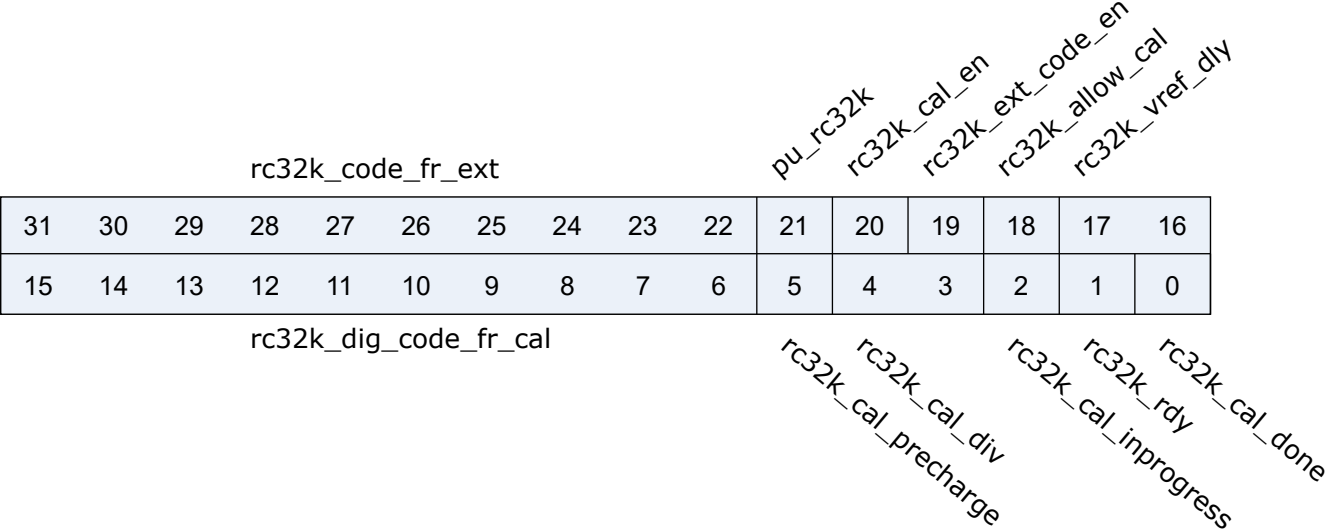 rc32k_code_fr_ext
pu_rc32k
rc32k_cal_en
rc32k_ext_code_en
rc32k_allow_cal
rc32k_vref_dly
31 30 29 28 27 26 25 24 23 22 21 20 19 18 17 16
15 14 13 12 11 10 9 8 7 6 5 4 3 2 1 0
rc32k_dig_code_fr_cal
rc32k_cal_precharge
rc32k_cal_div
rc32k_cal_inprogress
rc32k_rdy
rc32k_cal_done